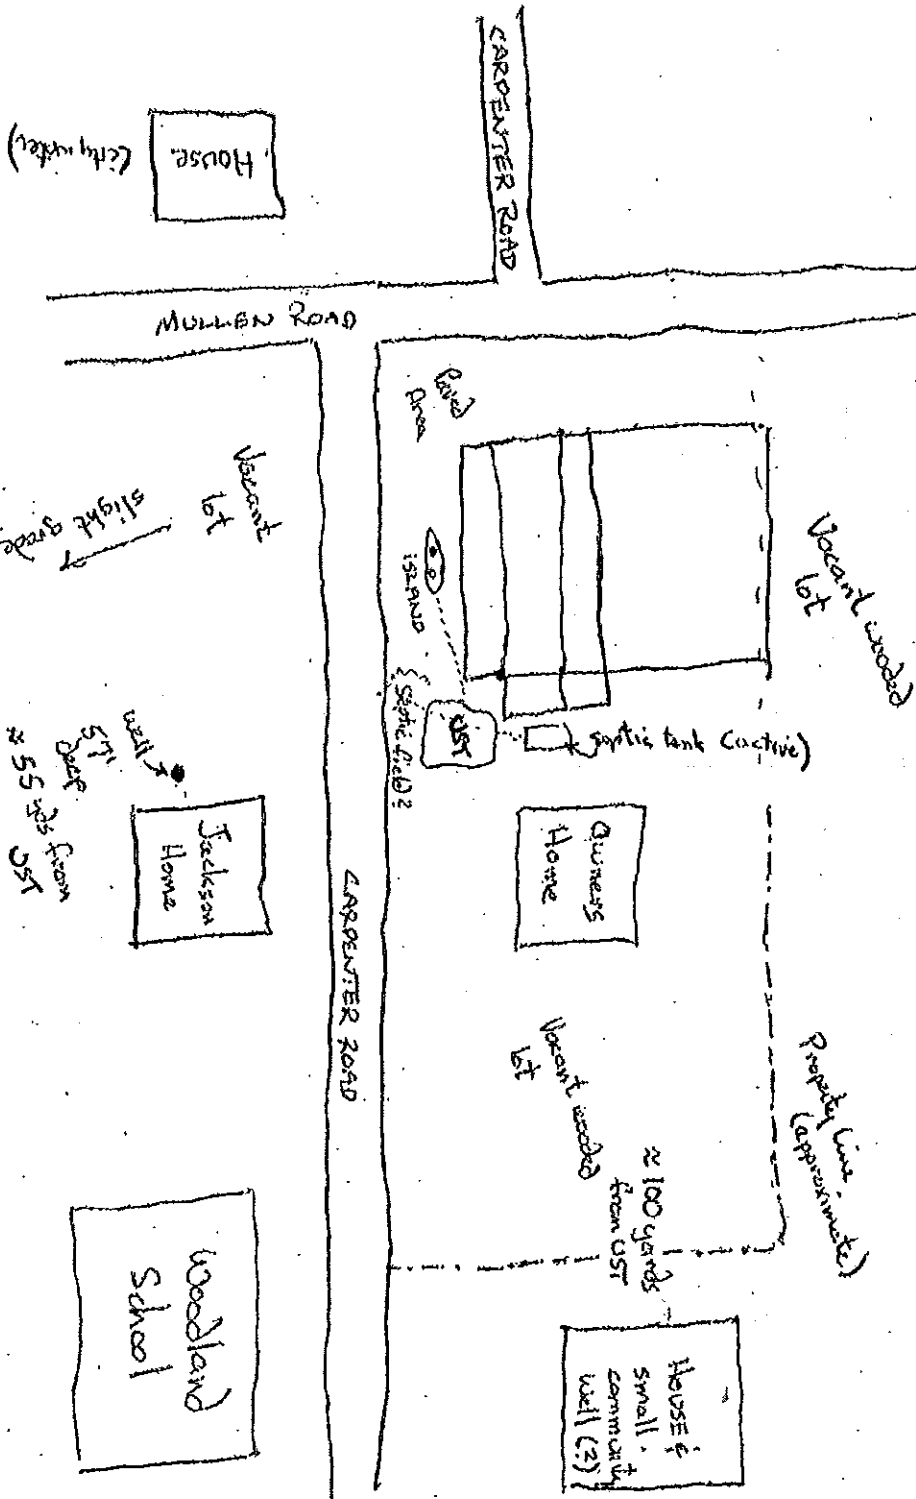 CARPENTER ROAD
House
(city water)
MULLEN ROAD
Paved
Area
Vacant
lot
slight grade
ISLAND
Vacant wooded
lot
UST
septic tank (active)
{ septic field?
well
57'
deep
≈ 55 yds from
UST
Jackson
Home
Owners
Home
CARPENTER ROAD
Vacant wooded
lot
Property line
(approximate)
≈ 100 yards
from UST
Woodland
School
House &
small
community
well (?)